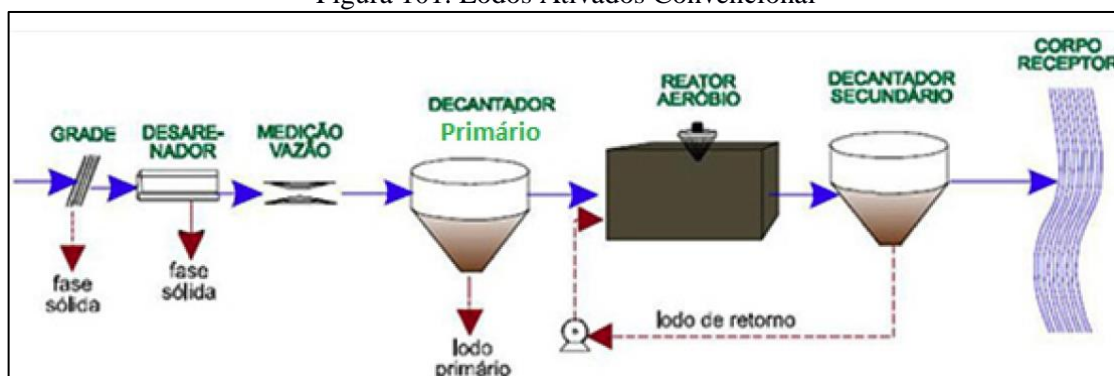 Figura 101: Lodos Ativados Convencional
CORPO
RECEPTOR
REATOR
AERÓBIO
DECANTADOR
SECUNDÁRIO
DECANTADOR
Primário
GRADE
DESARE-
NADOR
MEDIÇÃO
VAZÃO
fase
sólida
fase
sólida
lodo
primário
lodo de retorno